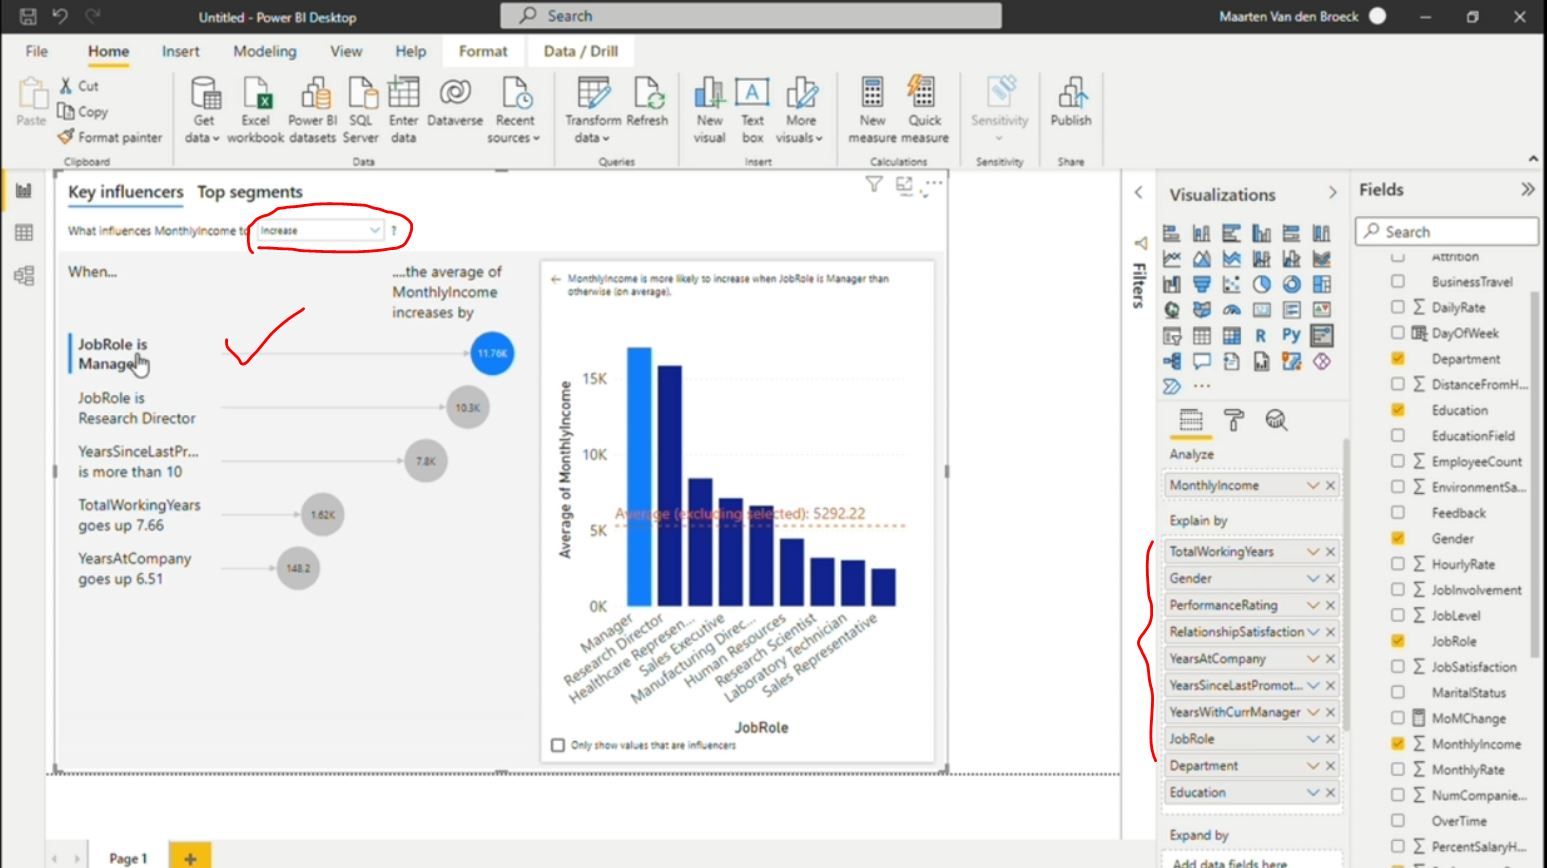 Untitled - Power BI Desktop
Search
Maarten Van den Broeck
File Home Insert Modeling View Help Format Data / Drill
Paste
Cut
Copy
Format painter
Clipboard
Get data
Excel workbook
Power BI datasets
SQL Server
Enter data
Dataverse
Recent sources
Data
Transform data
Refresh
Queries
New visual
Text box
More visuals
Insert
New measure
Quick measure
Calculations
Sensitivity
Sensitivity
Publish
Share
Key influencers Top segments
What influences MonthlyIncome to
Increase
?
When...
....the average of
MonthlyIncome
increases by
JobRole is
Manager
11.76K
JobRole is
Research Director
10.3K
YearsSinceLastPr...
is more than 10
7.8K
TotalWorkingYears
goes up 7.66
1.62K
YearsAtCompany
goes up 6.51
148.2
MonthlyIncome is more likely to increase when JobRole is Manager than
otherwise (on average).
Average of MonthlyIncome
15K
10K
5K
0K
Average (excluding selected): 5292.22
Manager
Research Director
Healthcare Represen...
Sales Executive
Manufacturing Direc...
Human Resources
Research Scientist
Laboratory Technician
Sales Representative
JobRole
Only show values that are influencers
Filters
Visualizations
R
Py
Analyze
MonthlyIncome
Explain by
TotalWorkingYears
Gender
PerformanceRating
RelationshipSatisfaction
YearsAtCompany
YearsSinceLastPromot...
YearsWithCurrManager
JobRole
Department
Education
Expand by
Add data fields here
Fields
Search
Attrition
BusinessTravel
DailyRate
DayOfWeek
Department
DistanceFromH...
Education
EducationField
EmployeeCount
EnvironmentSa...
Feedback
Gender
HourlyRate
JobInvolvement
JobLevel
JobRole
JobSatisfaction
MaritalStatus
MoMChange
MonthlyIncome
MonthlyRate
NumCompanie...
OverTime
PercentSalaryH...
Page 1